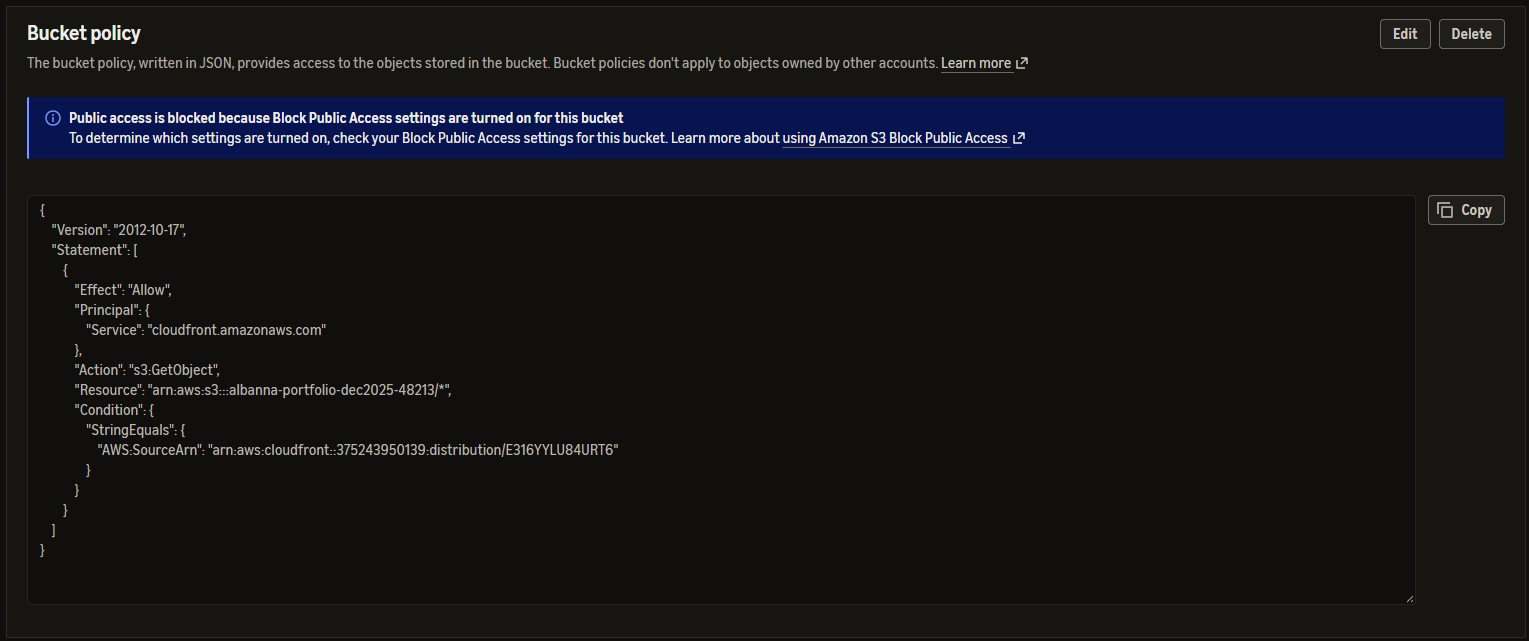 Bucket policy
Edit
Delete
The bucket policy, written in JSON, provides access to the objects stored in the bucket. Bucket policies don't apply to objects owned by other accounts. Learn more
Public access is blocked because Block Public Access settings are turned on for this bucket
To determine which settings are turned on, check your Block Public Access settings for this bucket. Learn more about using Amazon S3 Block Public Access
Copy
{
  "Version": "2012-10-17",
  "Statement": [
    {
      "Effect": "Allow",
      "Principal": {
        "Service": "cloudfront.amazonaws.com"
      },
      "Action": "s3:GetObject",
      "Resource": "arn:aws:s3:::albanna-portfolio-dec2025-48213/*",
      "Condition": {
        "StringEquals": {
          "AWS:SourceArn": "arn:aws:cloudfront::375243950139:distribution/E316YYLU84URT6"
        }
      }
    }
  ]
}